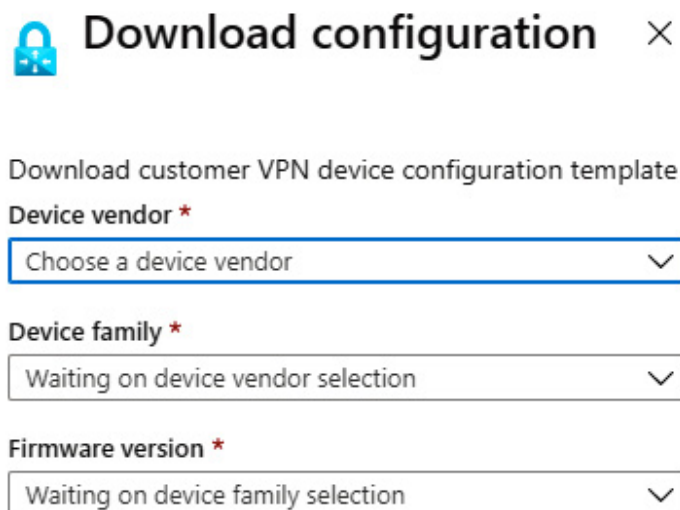 Download configuration
Download customer VPN device configuration template
Device vendor *
Choose a device vendor
Device family *
Waiting on device vendor selection
Firmware version *
Waiting on device family selection